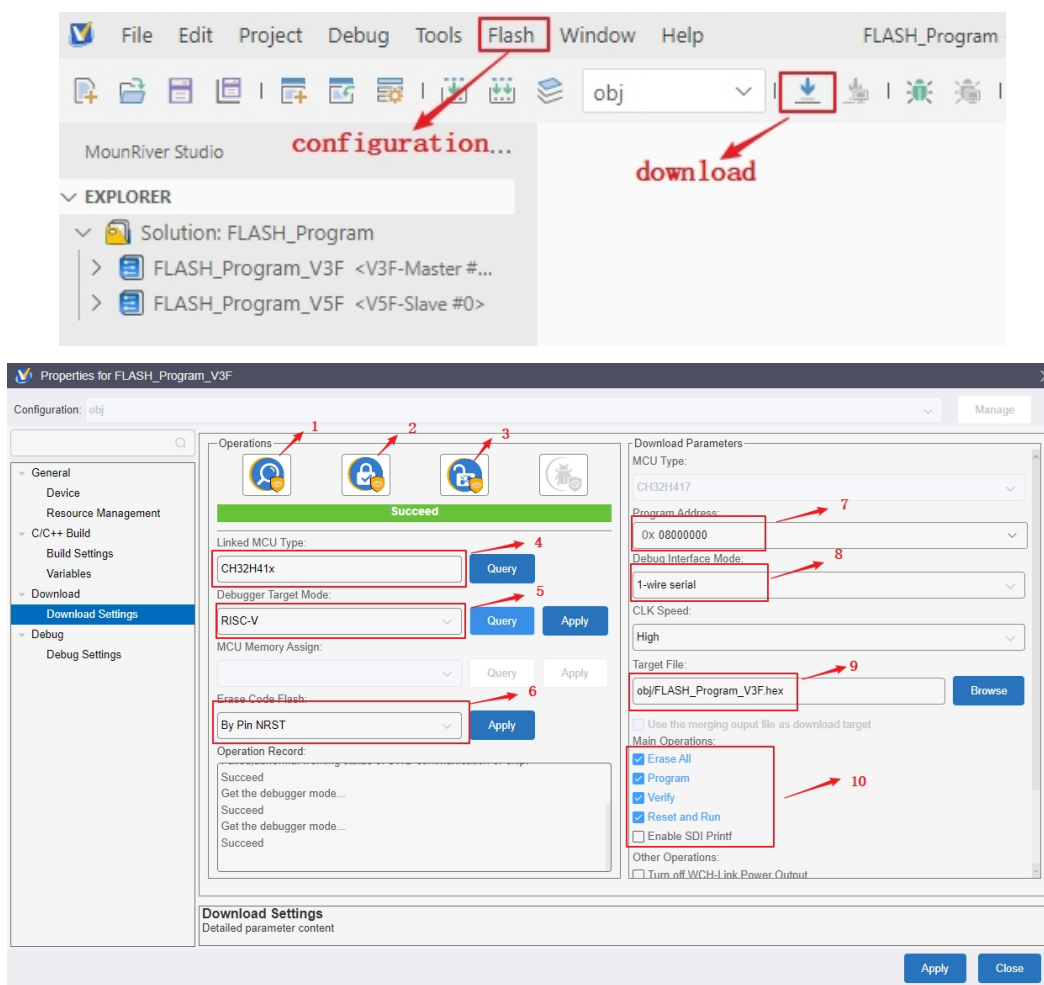 File Edit Project Debug Tools Flash Window Help FLASH_Program
obj
configuration...
download
MounRiver Studio
EXPLORER
Solution: FLASH_Program
FLASH_Program_V3F <V3F-Master #...
FLASH_Program_V5F <V5F-Slave #0>
Properties for FLASH_Program_V3F
Configuration: obj
Manage
General
Device
Resource Management
C/C++ Build
Build Settings
Variables
Download
Download Settings
Debug
Debug Settings
Operations
1
2
3
Succeed
Linked MCU Type:
4
CH32H41x
Query
Debugger Target Mode:
5
RISC-V
Query
Apply
MCU Memory Assign:
Query
Apply
Erase Code Flash:
6
By Pin NRST
Apply
Operation Record:
Succeed
Get the debugger mode...
Succeed
Get the debugger mode...
Succeed
Download Parameters
MCU Type:
CH32H417
Program Address:
7
0x 08000000
Debug Interface Mode:
8
1-wire serial
CLK Speed:
High
Target File:
9
obj/FLASH_Program_V3F.hex
Browse
Use the merging ouput file as download target
Main Operations:
Erase All
Program
10
Verify
Reset and Run
Enable SDI Printf
Other Operations:
Turn off WCH-Link Power Output
Download Settings
Detailed parameter content
Apply
Close